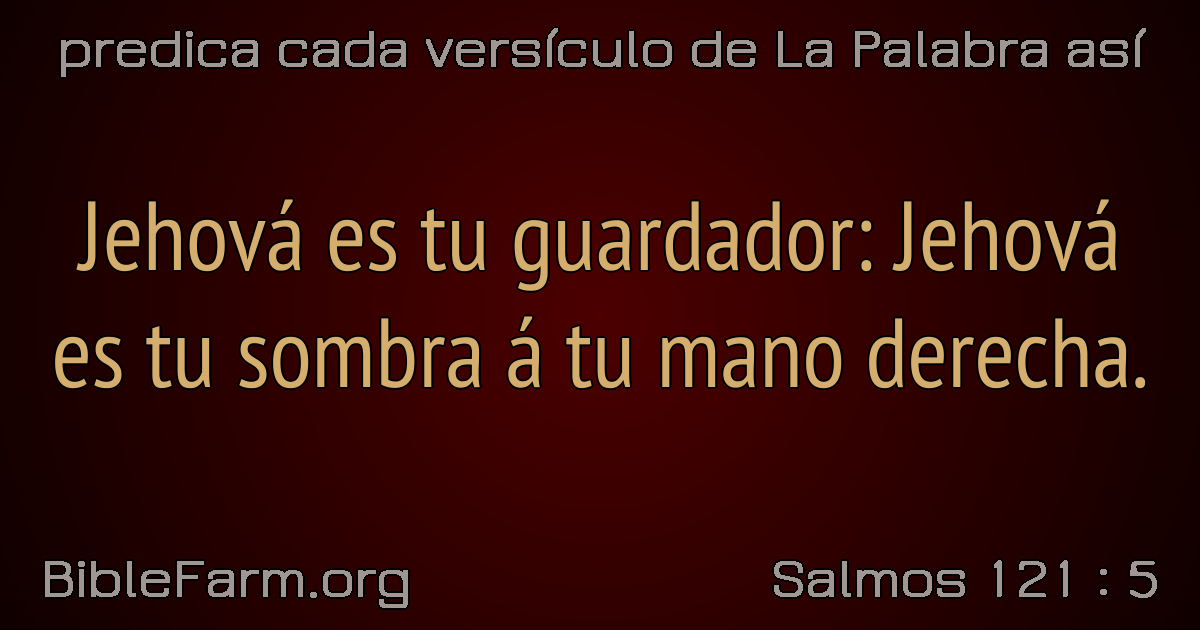 predica cada versículo de La Palabra así
Jehová es tu guardador: Jehová
es tu sombra á tu mano derecha.
BibleFarm.org
Salmos 121 : 5